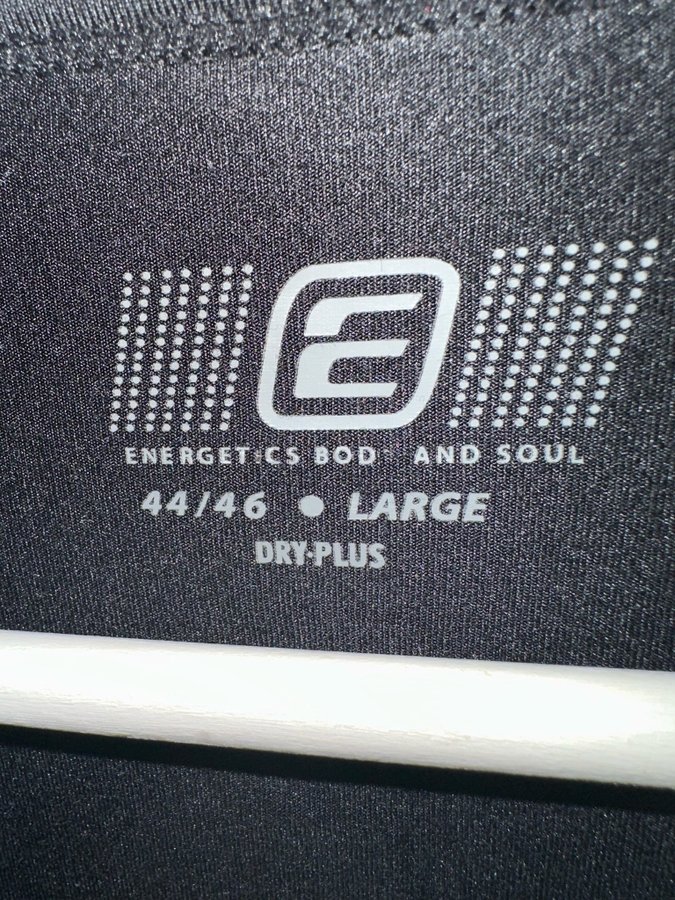 E
ENERGETICS BODY AND SOUL
44/46 ● LARGE
DRY·PLUS